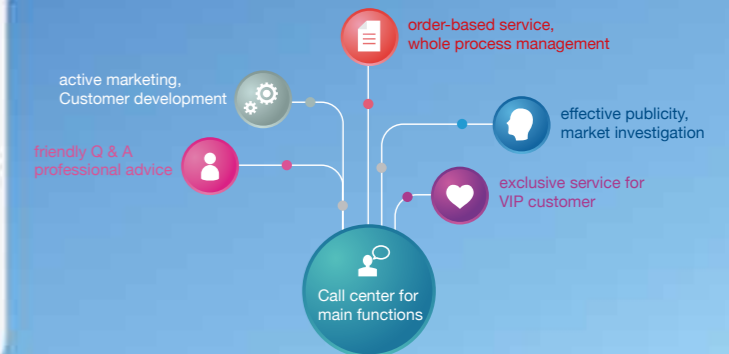 order-based service,
whole process management
active marketing,
Customer development
effective publicity,
market investigation
friendly Q & A
professional advice
exclusive service for
VIP customer
Call center for
main functions